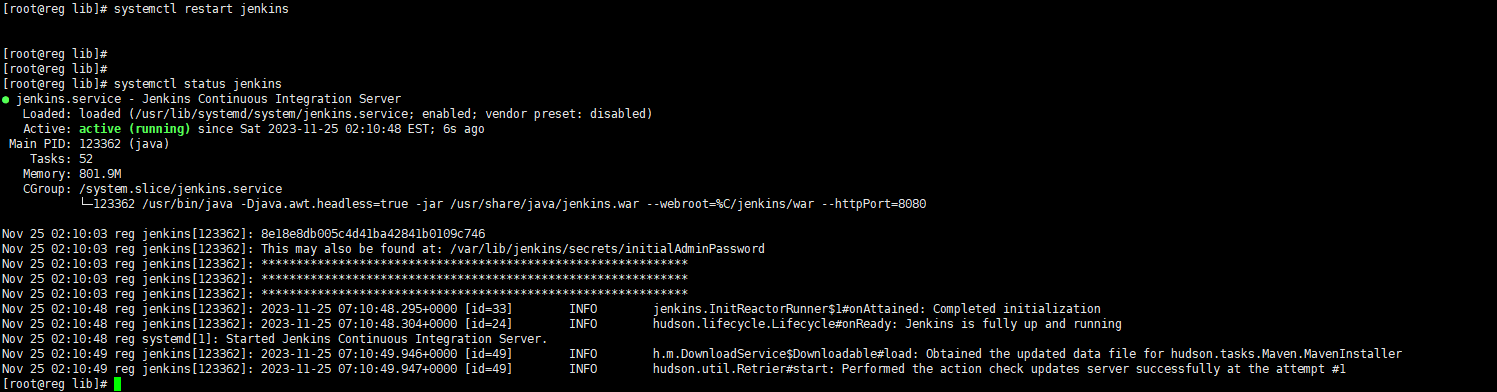 [root@reg lib]# systemctl restart jenkins
[root@reg lib]#
[root@reg lib]#
[root@reg lib]# systemctl status jenkins
● jenkins.service - Jenkins Continuous Integration Server
   Loaded: loaded (/usr/lib/systemd/system/jenkins.service; enabled; vendor preset: disabled)
   Active: active (running) since Sat 2023-11-25 02:10:48 EST; 6s ago
 Main PID: 123362 (java)
    Tasks: 52
   Memory: 801.9M
   CGroup: /system.slice/jenkins.service
           └─123362 /usr/bin/java -Djava.awt.headless=true -jar /usr/share/java/jenkins.war --webroot=%C/jenkins/war --httpPort=8080
Nov 25 02:10:03 reg jenkins[123362]: 8e18e8db005c4d41ba42841b0109c746
Nov 25 02:10:03 reg jenkins[123362]: This may also be found at: /var/lib/jenkins/secrets/initialAdminPassword
Nov 25 02:10:03 reg jenkins[123362]: *************************************************************
Nov 25 02:10:03 reg jenkins[123362]: *************************************************************
Nov 25 02:10:03 reg jenkins[123362]: *************************************************************
Nov 25 02:10:48 reg jenkins[123362]: 2023-11-25 07:10:48.295+0000 [id=33]        INFO        jenkins.InitReactorRunner$1#onAttained: Completed initialization
Nov 25 02:10:48 reg jenkins[123362]: 2023-11-25 07:10:48.304+0000 [id=24]        INFO        hudson.lifecycle.Lifecycle#onReady: Jenkins is fully up and running
Nov 25 02:10:48 reg systemd[1]: Started Jenkins Continuous Integration Server.
Nov 25 02:10:49 reg jenkins[123362]: 2023-11-25 07:10:49.946+0000 [id=49]        INFO        h.m.DownloadService$Downloadable#load: Obtained the updated data file for hudson.tasks.Maven.MavenInstaller
Nov 25 02:10:49 reg jenkins[123362]: 2023-11-25 07:10:49.947+0000 [id=49]        INFO        hudson.util.Retrier#start: Performed the action check updates server successfully at the attempt #1
[root@reg lib]#